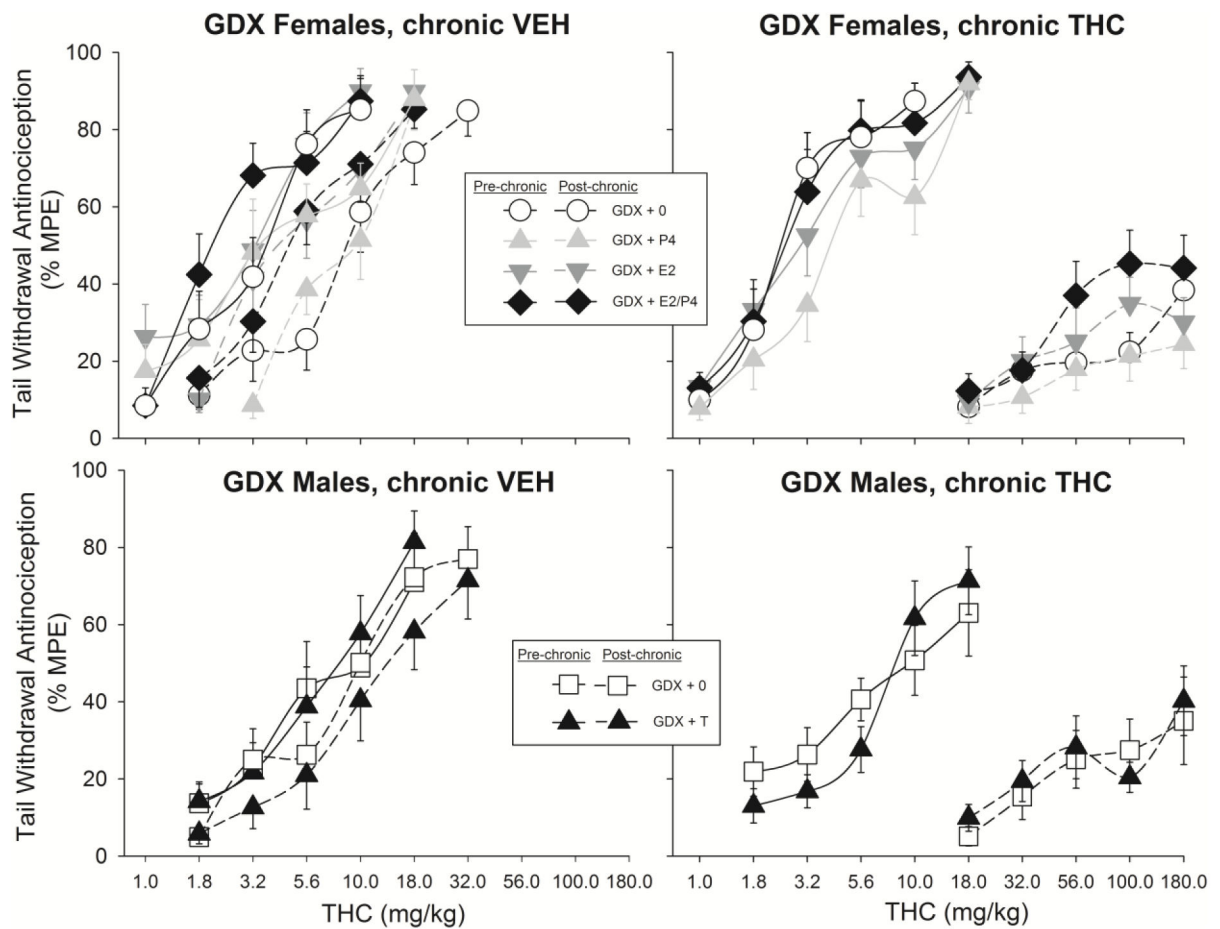 GDX Females, chronic VEH
GDX Females, chronic THC
Tail Withdrawal Antinociception
(% MPE)
100
80
60
40
20
0
Pre-chronic Post-chronic
GDX + 0
GDX + P4
GDX + E2
GDX + E2/P4
GDX Males, chronic VEH
GDX Males, chronic THC
Tail Withdrawal Antinociception
(% MPE)
100
80
60
40
20
0
Pre-chronic Post-chronic
GDX + 0
GDX + T
1.0 1.8 3.2 5.6 10.0 18.0 32.0 56.0 100.0 180.0
1.0 1.8 3.2 5.6 10.0 18.0 32.0 56.0 100.0 180.0
THC (mg/kg)
THC (mg/kg)